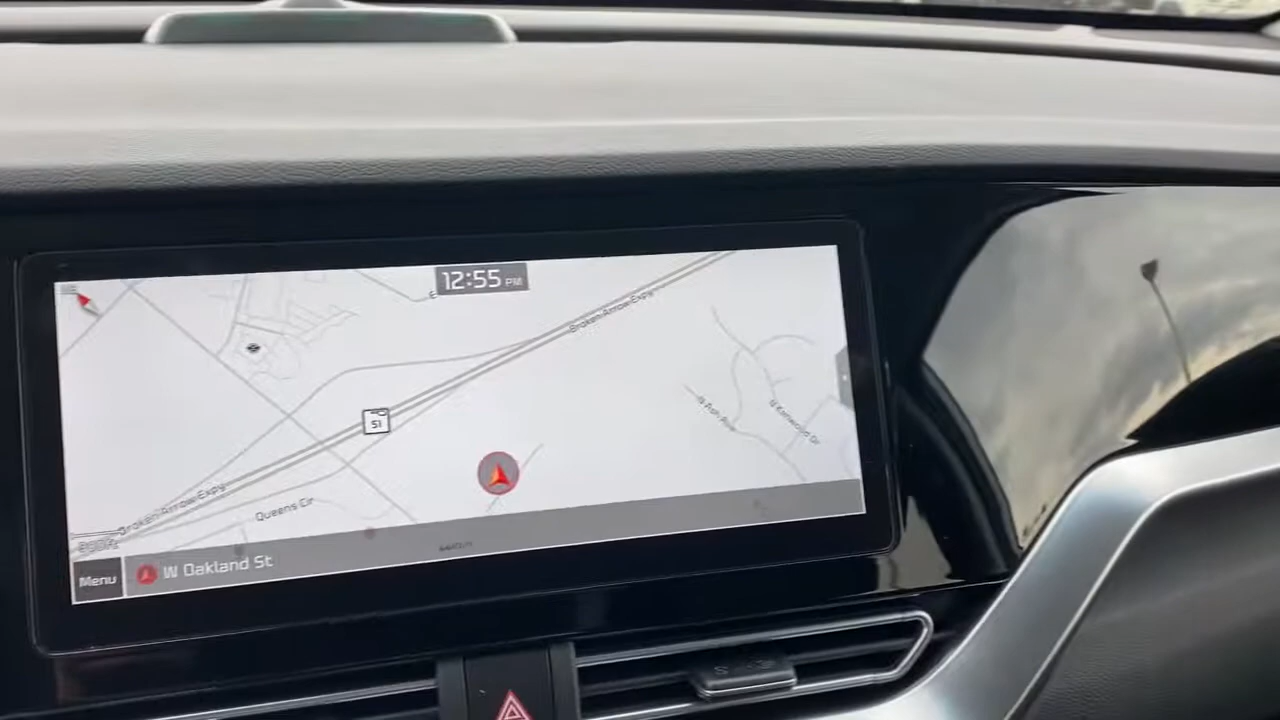 12:55 PM
Broken Arrow Expy
51
N Ash Ave
N Kenwood Dr
Broken Arrow Expy
Queens Cir
Menu
W Oakland St